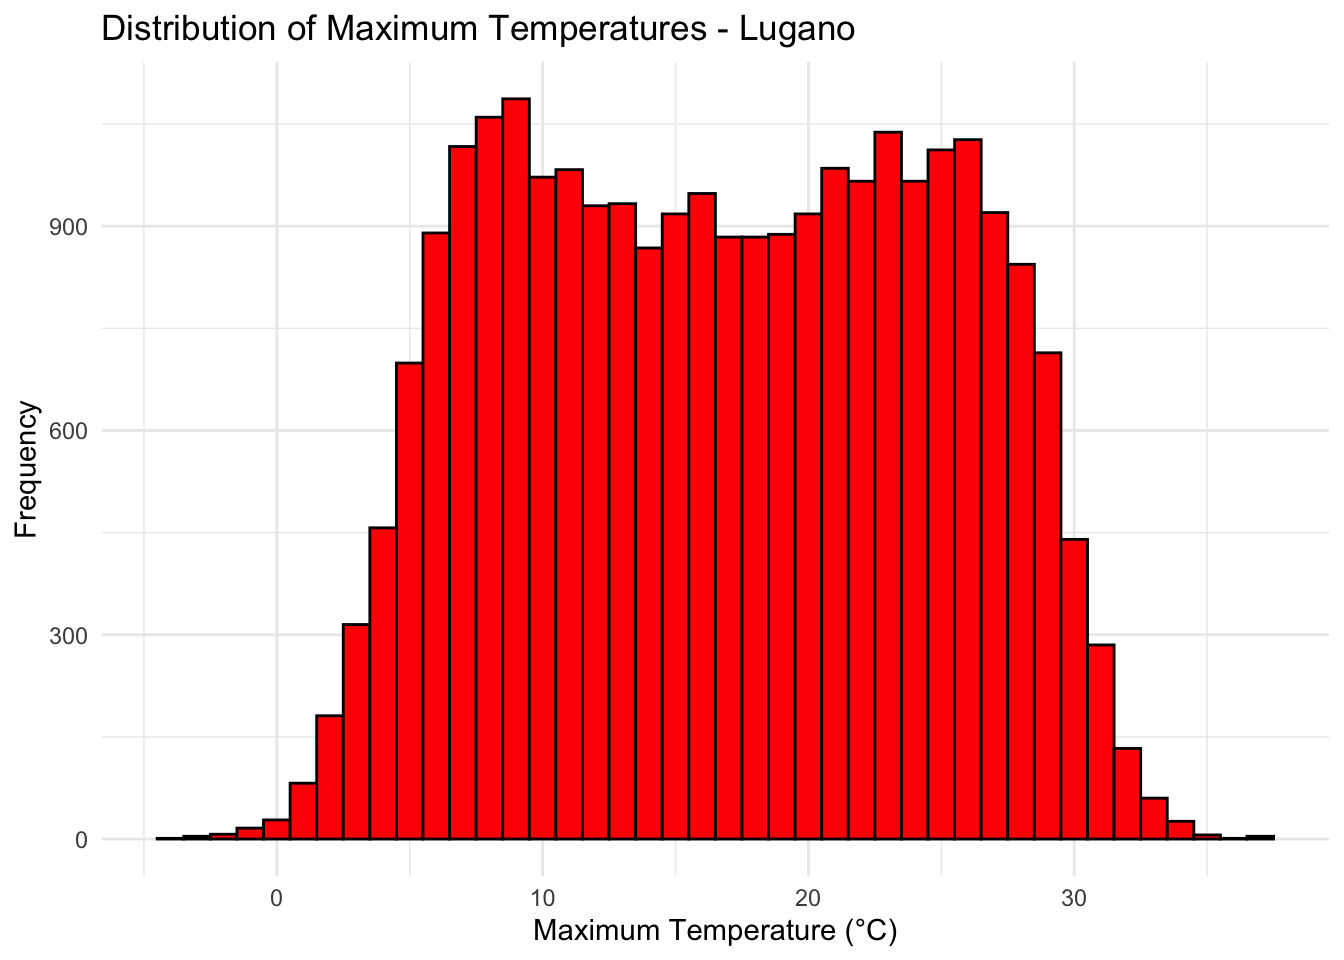 Distribution of Maximum Temperatures - Lugano
900
600
300
0
Frequency
0 10 20 30
Maximum Temperature (°C)